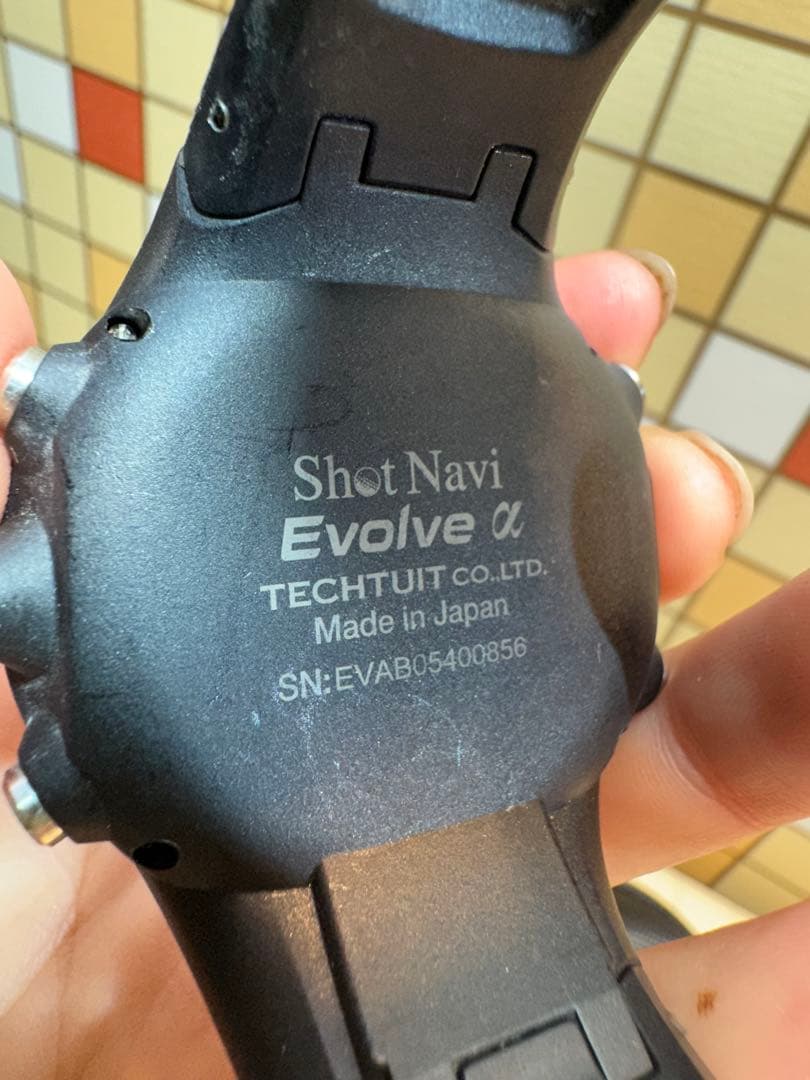 Shot Navi
Evolve α
TECHTUIT CO.,LTD.
Made in Japan
SN:EVAB05400856